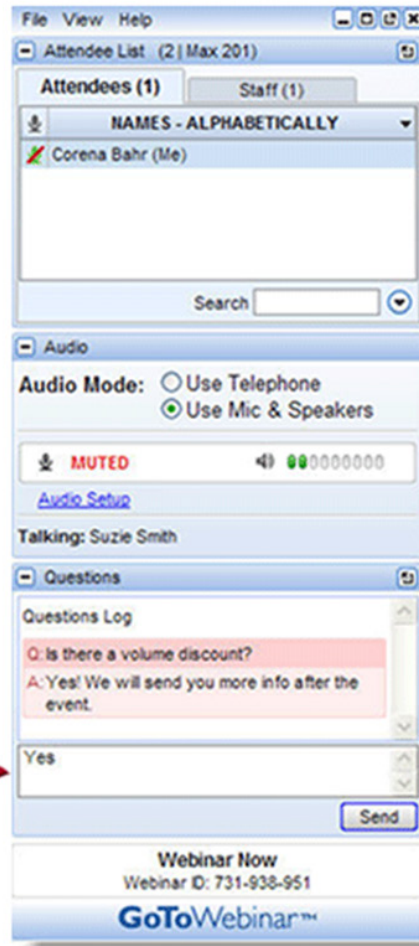 File View Help
Attendee List (2 | Max 201)
Attendees (1) Staff (1)
NAMES - ALPHABETICALLY
Corena Bahr (Me)
Search
Audio
Audio Mode: Use Telephone
Use Mic & Speakers
MUTED
Audio Setup
Talking: Suzie Smith
Questions
Questions Log
Q: Is there a volume discount?
A: Yes! We will send you more info after the
event.
Yes
Send
Webinar Now
Webinar ID: 731-938-951
GoToWebinar™